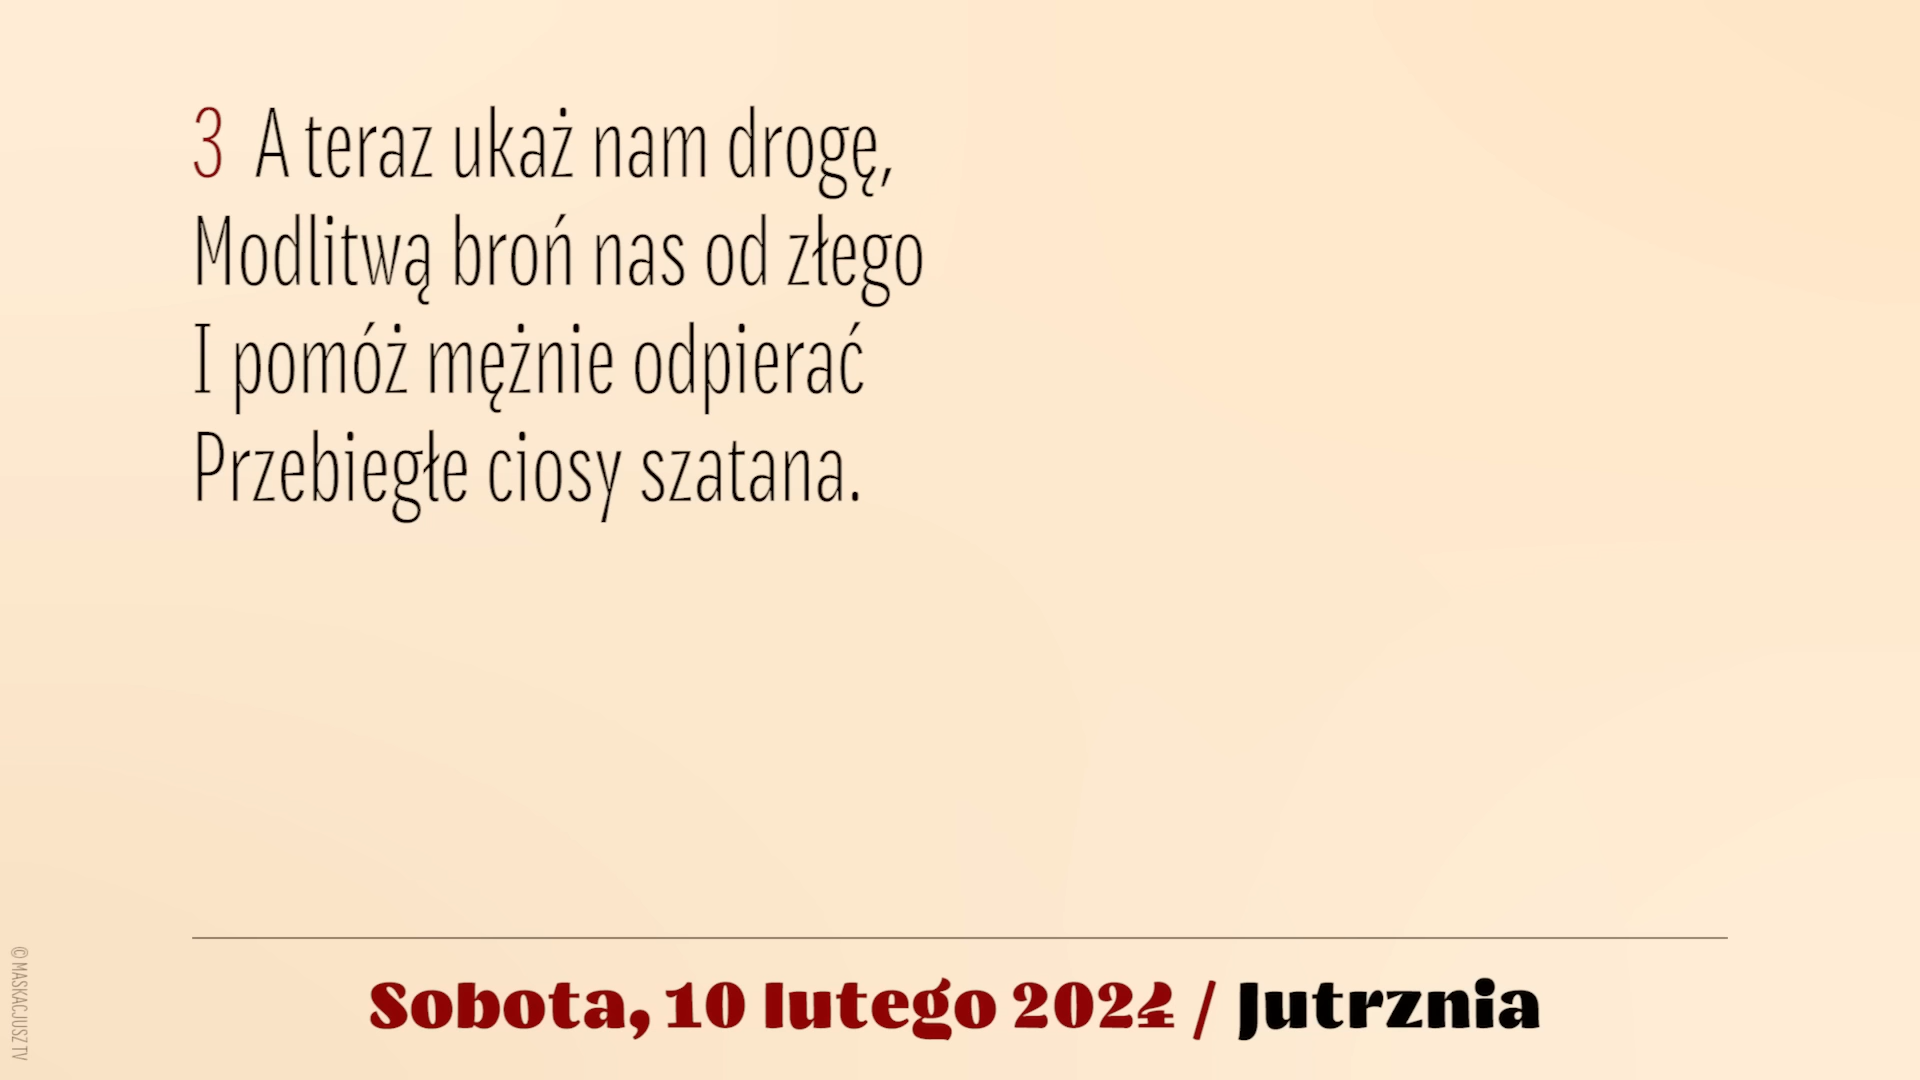 3 A teraz ukaż nam drogę,
Modlitwą broń nas od złego
I pomóż mężnie odpierać
Przebiegłe ciosy szatana.
Sobota, 10 lutego 2024 / Jutrznia
© MASKACJUSZ TV